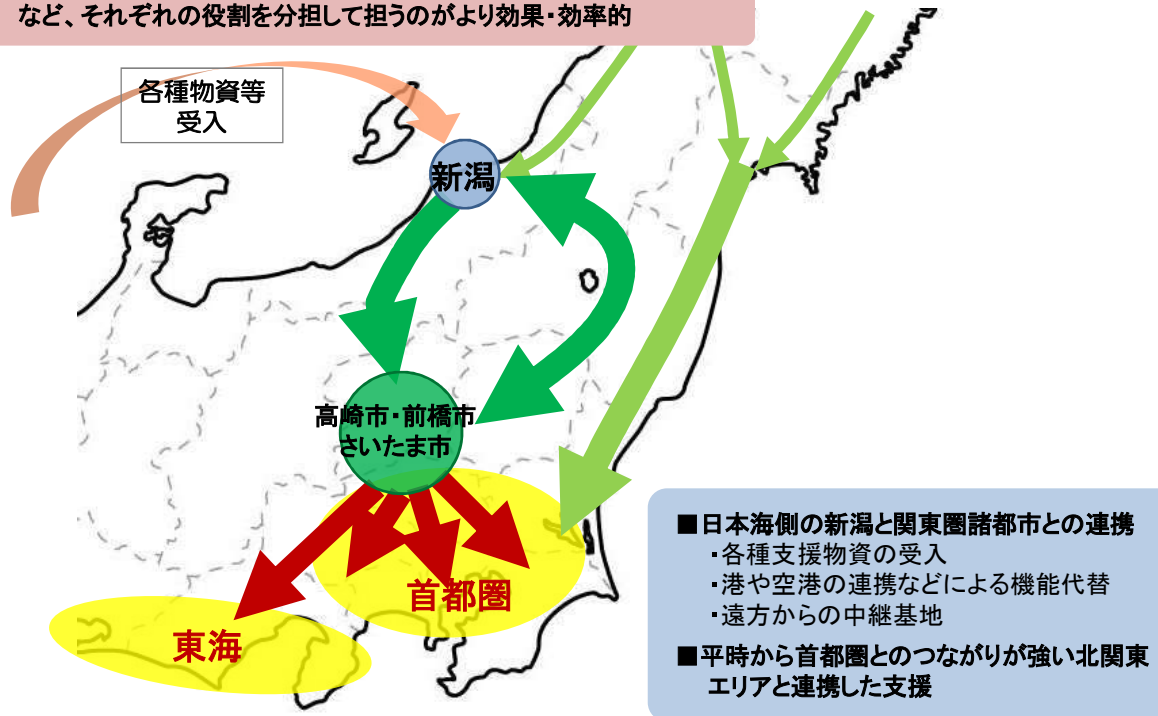 など、それぞれの役割を分担して担うのがより効果・効率的
各種物資等
受入
新潟
高崎市・前橋市
さいたま市
首都圏
東海
■日本海側の新潟と関東圏諸都市との連携
・各種支援物資の受入
・港や空港の連携などによる機能代替
・遠方からの中継基地
■平時から首都圏とのつながりが強い北関東
エリアと連携した支援